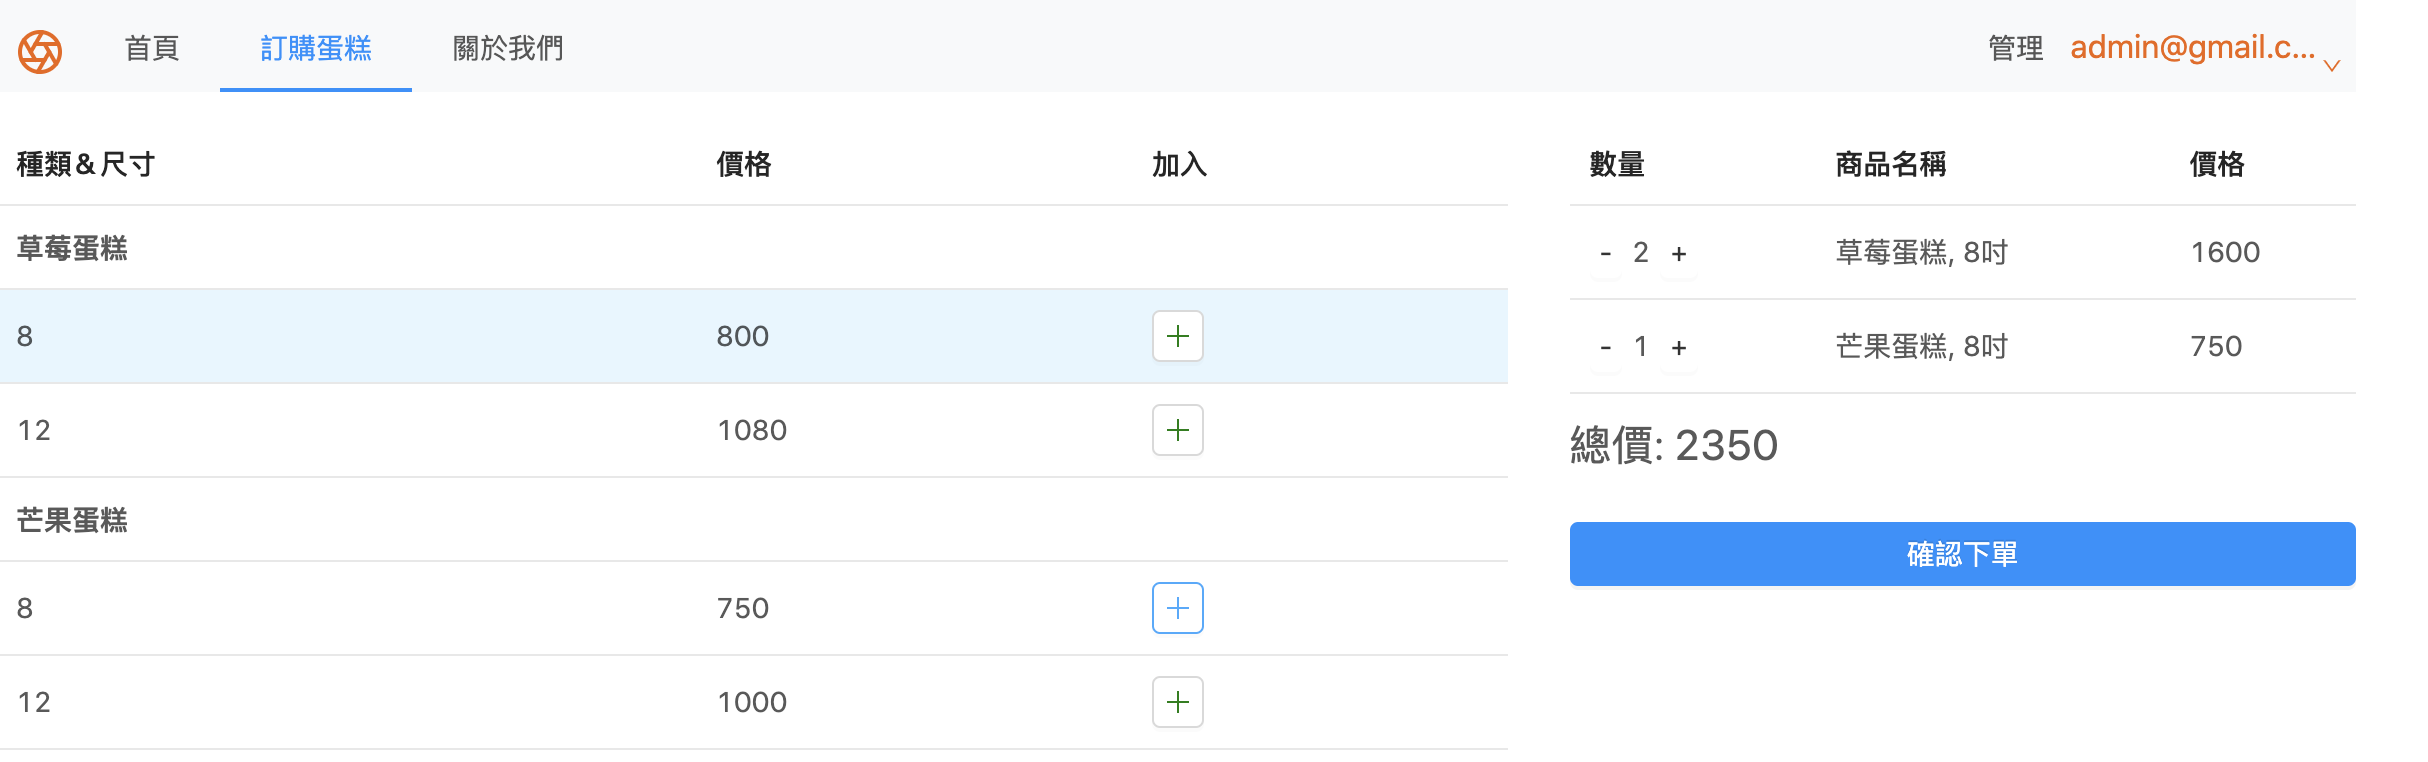 首頁 訂購蛋糕 關於我們 管理 admin@gmail.c...
種類&尺寸 價格 加入
草莓蛋糕
8 800 +
12 1080 +
芒果蛋糕
8 750 +
12 1000 +
數量 商品名稱 價格
- 2 + 草莓蛋糕, 8吋 1600
- 1 + 芒果蛋糕, 8吋 750
總價: 2350
確認下單